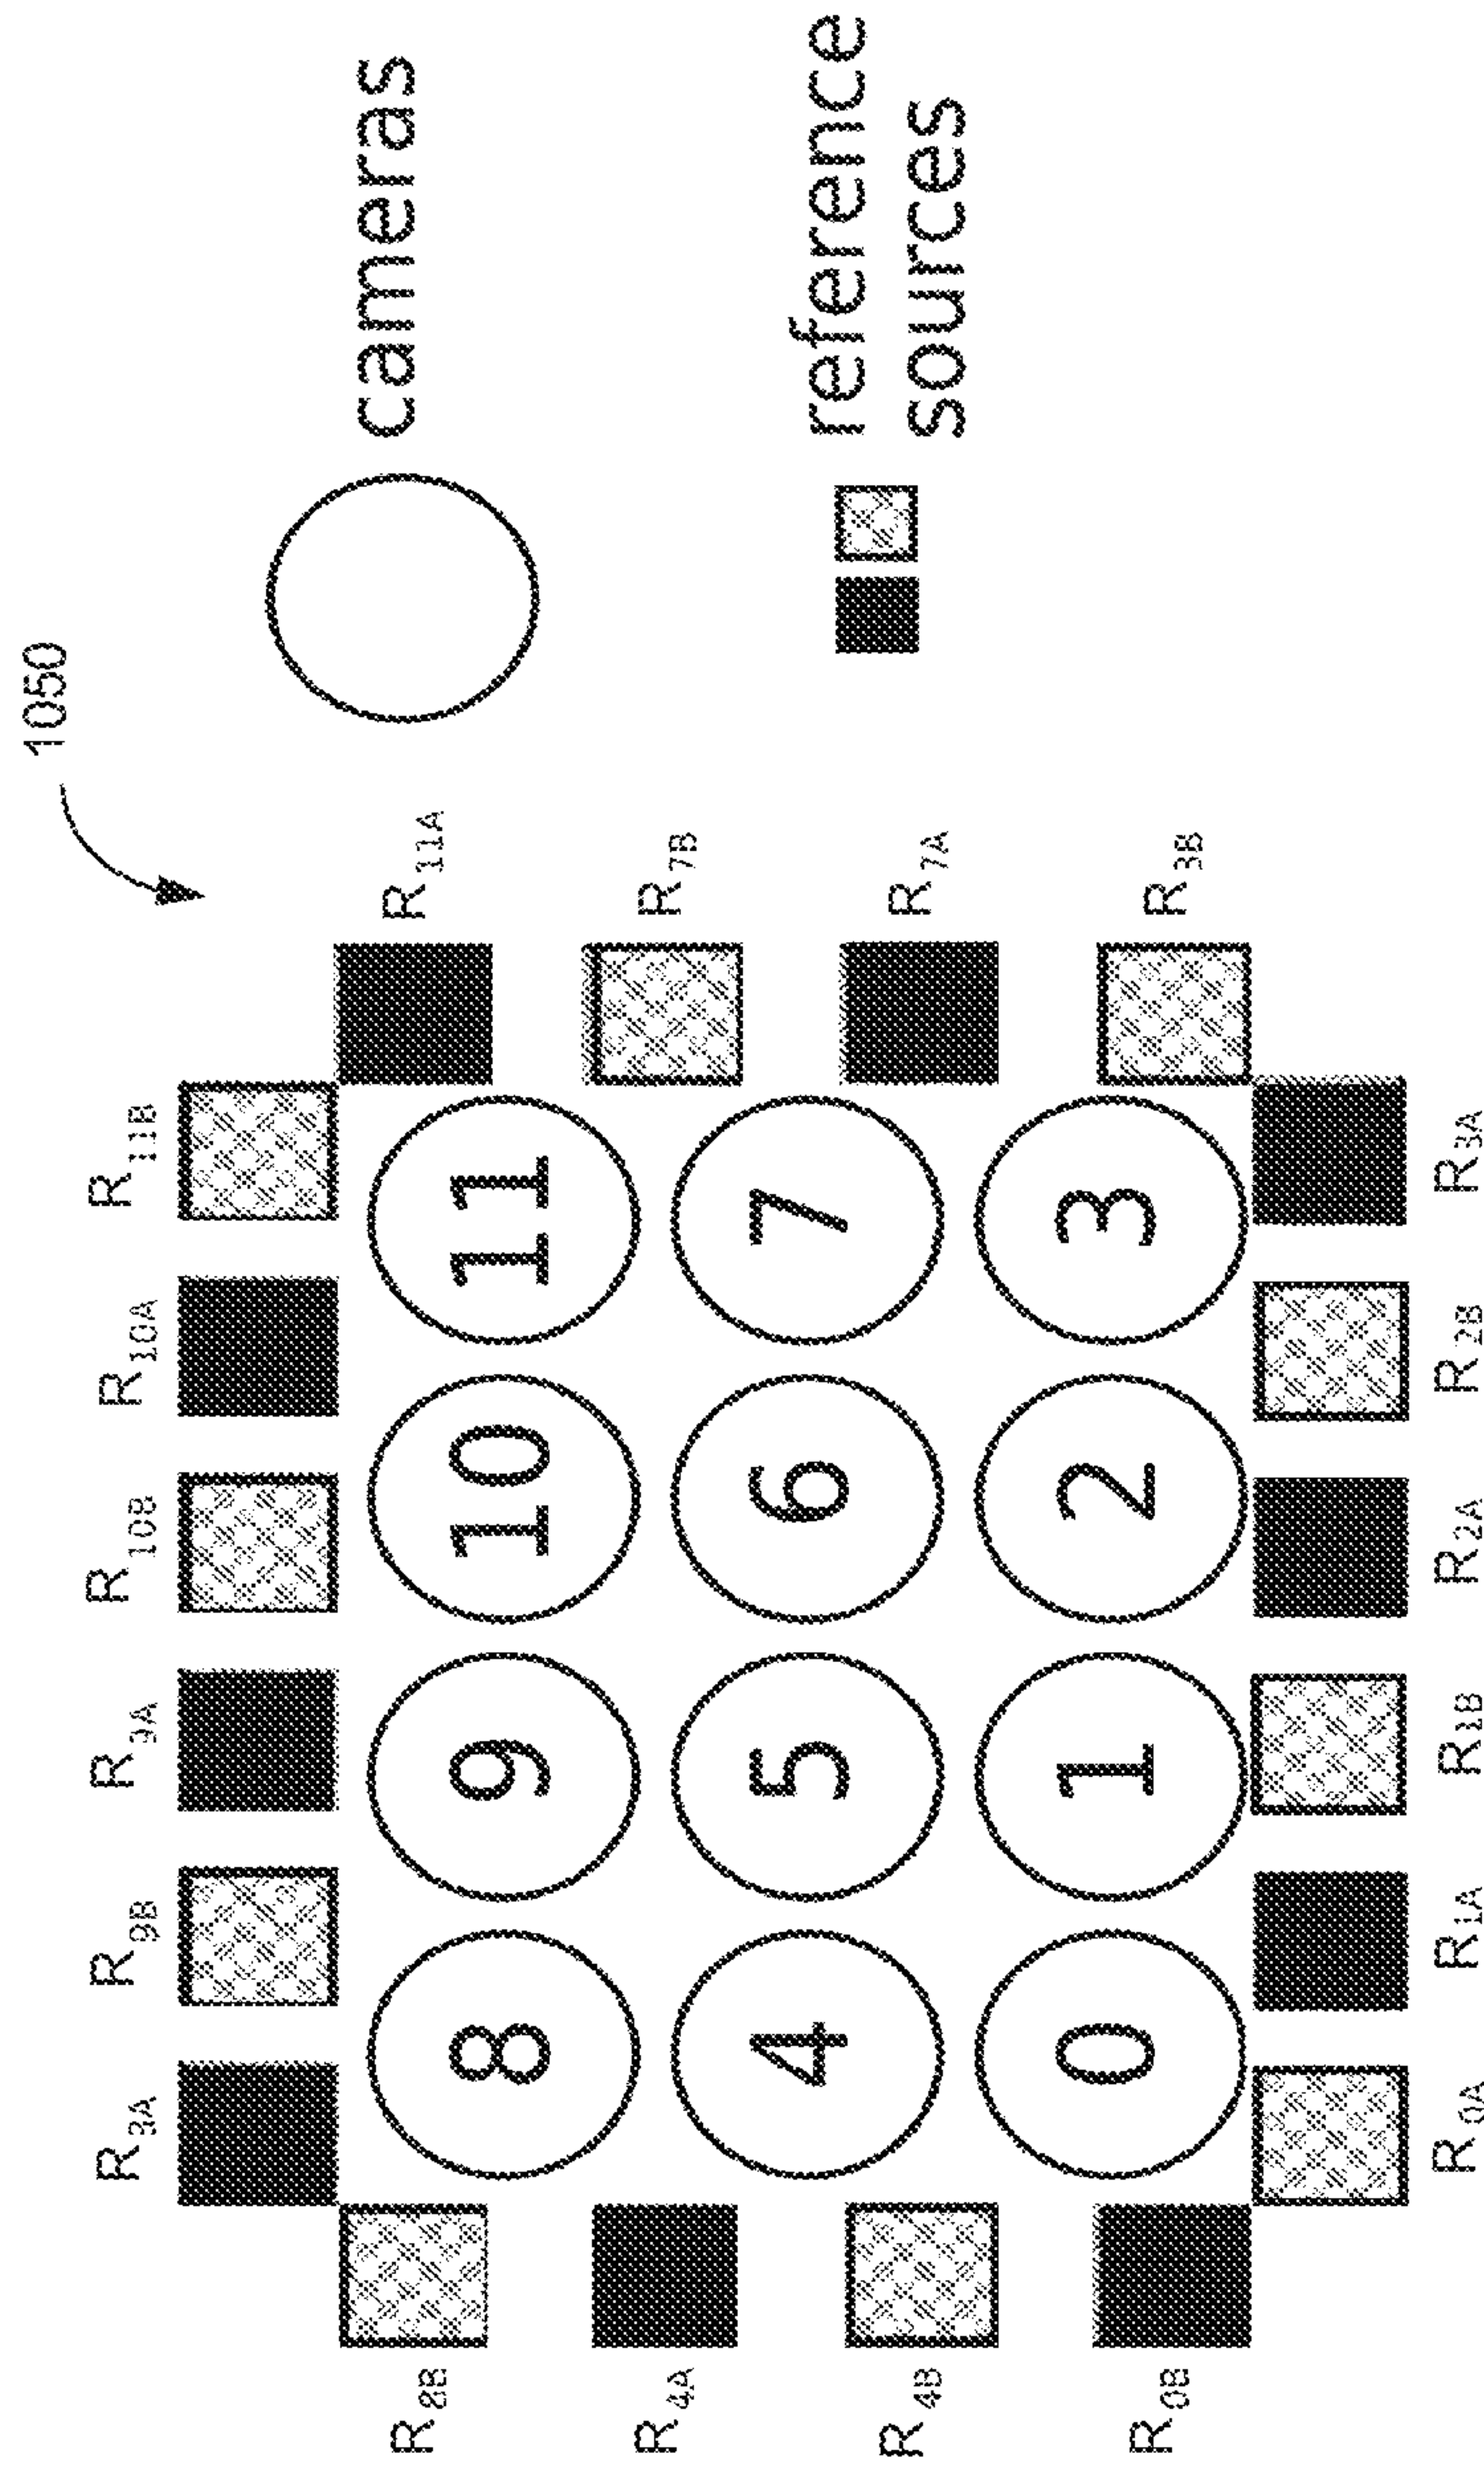 1050
R8A R9B R9A R10B R10A R11B
R8B R11A
cameras
8 9 10 11
R4A R7B
4 5 6 7
reference
sources
R4B R7A
0 1 2 3
R0B R3B
R0A R1A R1B R2A R2B R3A